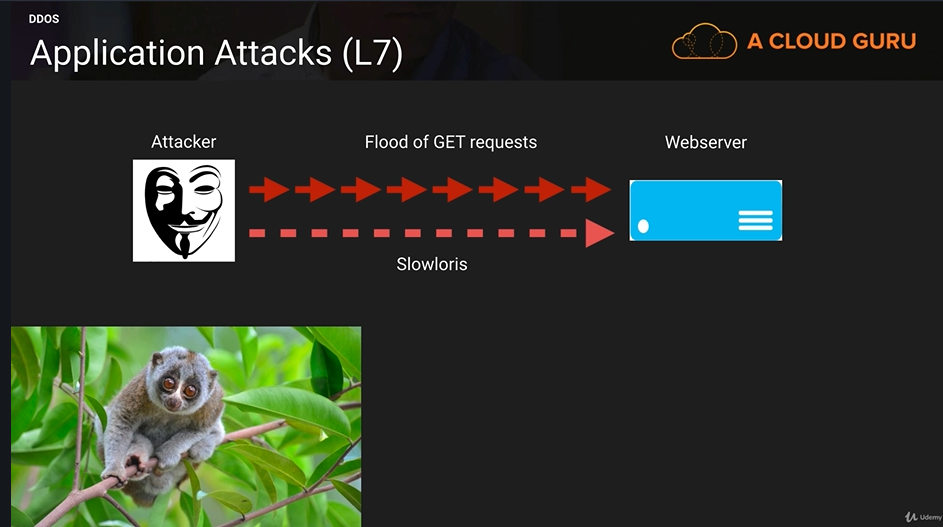 DDOS
Application Attacks (L7)
A CLOUD GURU
Attacker
Flood of GET requests
Webserver
Slowloris
Udemy